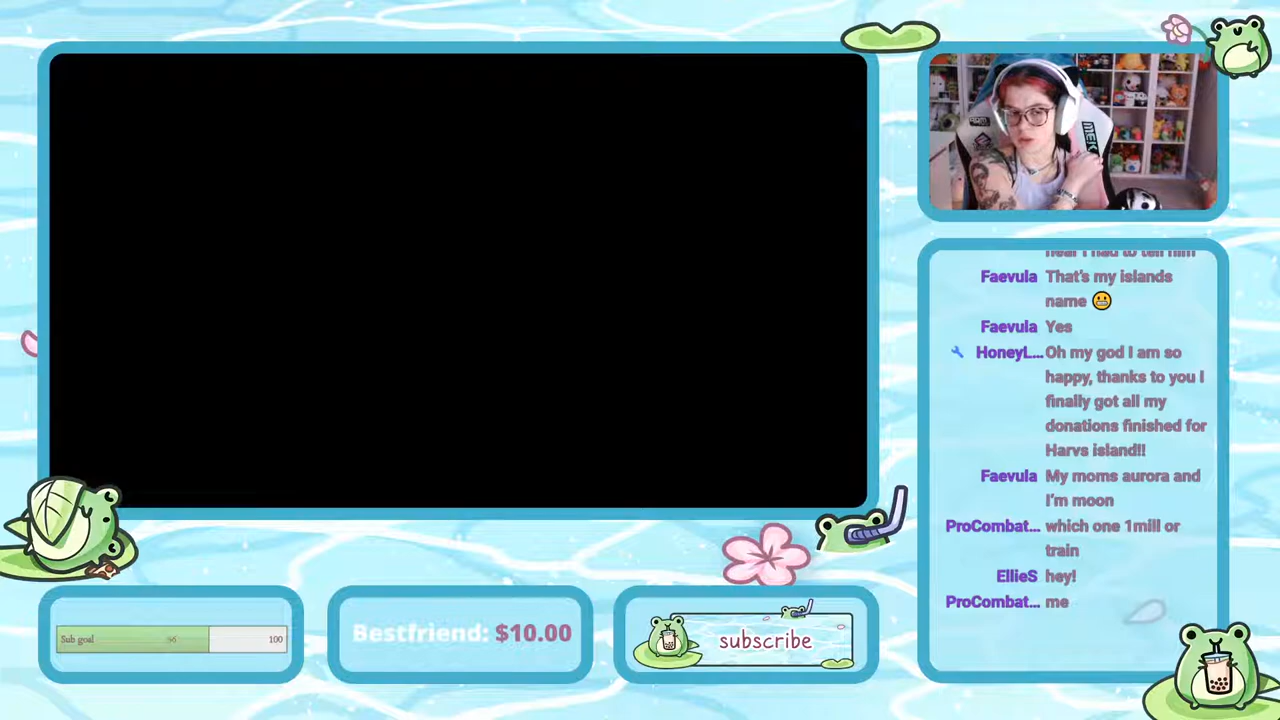 Faevula That's my islands
name 😬
Faevula Yes
HoneyL... Oh my god I am so
happy, thanks to you I
finally got all my
donations finished for
Harvs island!!
Faevula My moms aurora and
I'm moon
ProCombat... which one 1mill or
train
EllieS hey!
ProCombat... me
Sub goal 100
Bestfriend: $10.00
subscribe